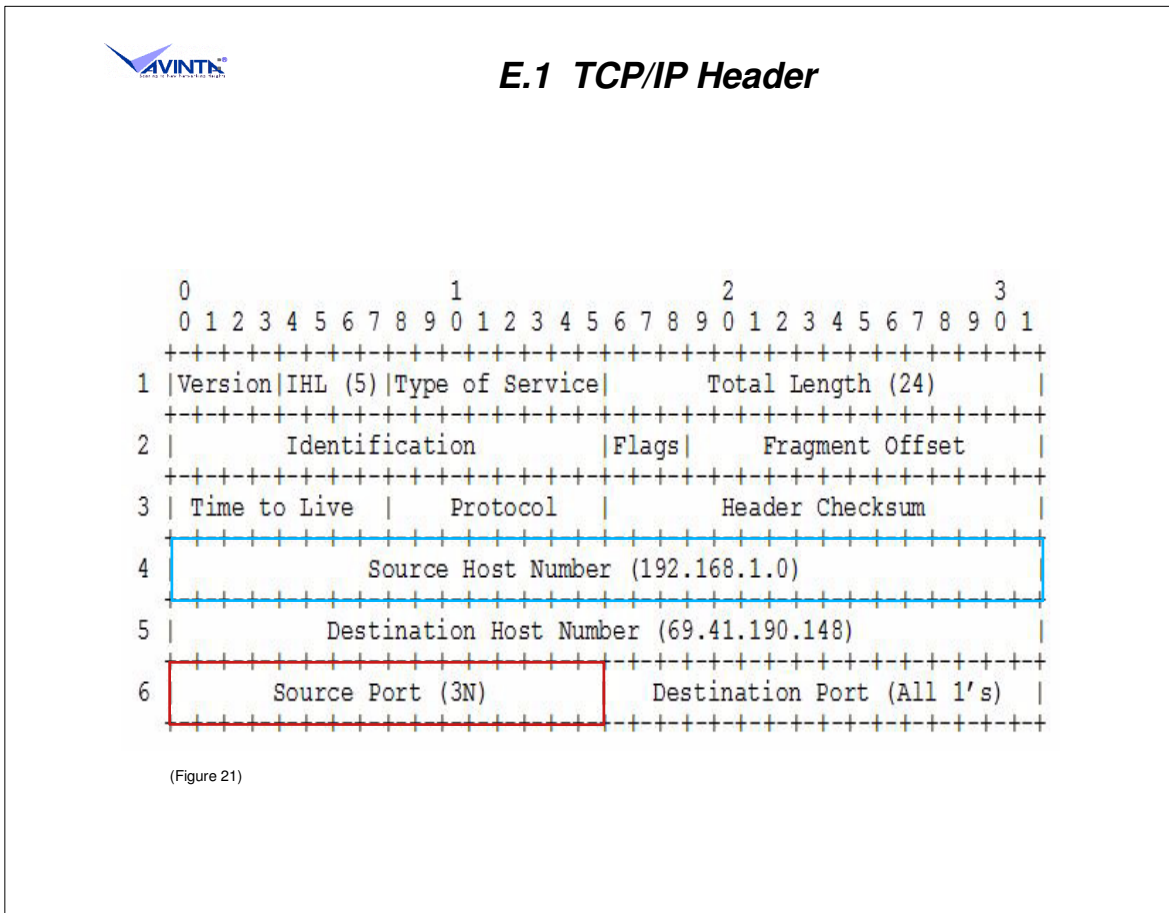 AVINTA®
E.1 TCP/IP Header
0 1 2 3
0 1 2 3 4 5 6 7 8 9 0 1 2 3 4 5 6 7 8 9 0 1 2 3 4 5 6 7 8 9 0 1
+-+-+-+-+-+-+-+-+-+-+-+-+-+-+-+-+-+-+-+-+-+-+-+-+-+-+-+-+-+-+-+-+
1 |Version|IHL (5)|Type of Service| Total Length (24) |
+-+-+-+-+-+-+-+-+-+-+-+-+-+-+-+-+-+-+-+-+-+-+-+-+-+-+-+-+-+-+-+-+
2 | Identification |Flags| Fragment Offset |
+-+-+-+-+-+-+-+-+-+-+-+-+-+-+-+-+-+-+-+-+-+-+-+-+-+-+-+-+-+-+-+-+
3 | Time to Live | Protocol | Header Checksum |
+-+-+-+-+-+-+-+-+-+-+-+-+-+-+-+-+-+-+-+-+-+-+-+-+-+-+-+-+-+-+-+-+
4 | Source Host Number (192.168.1.0) |
+-+-+-+-+-+-+-+-+-+-+-+-+-+-+-+-+-+-+-+-+-+-+-+-+-+-+-+-+-+-+-+-+
5 | Destination Host Number (69.41.190.148) |
+-+-+-+-+-+-+-+-+-+-+-+-+-+-+-+-+-+-+-+-+-+-+-+-+-+-+-+-+-+-+-+-+
6 Source Port (3N) Destination Port (All 1's) |
+-+-+-+-+-+-+-+-+-+-+-+-+-+-+-+-+-+-+-+-+-+-+-+-+-+-+-+-+-+-+-+-+
(Figure 21)